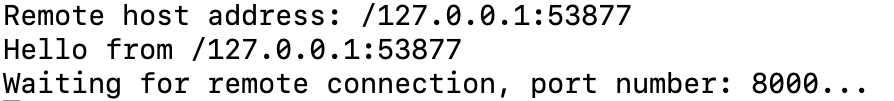 Remote host address: /127.0.0.1:53877
Hello from /127.0.0.1:53877
Waiting for remote connection, port number: 8000...